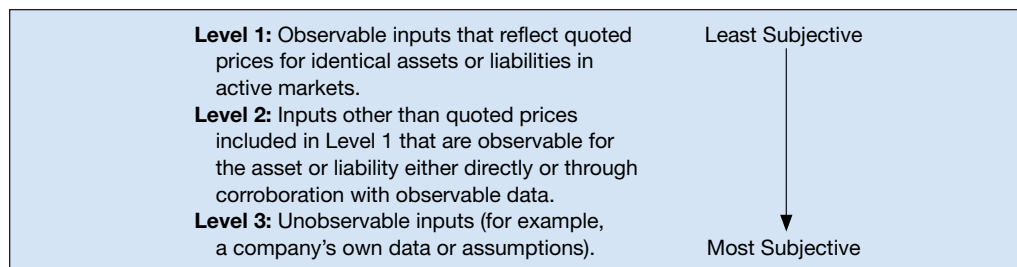 Level 1: Observable inputs that reflect quoted
prices for identical assets or liabilities in
active markets.
Level 2: Inputs other than quoted prices
included in Level 1 that are observable for
the asset or liability either directly or through
corroboration with observable data.
Level 3: Unobservable inputs (for example,
a company’s own data or assumptions).
Least Subjective
Most Subjective